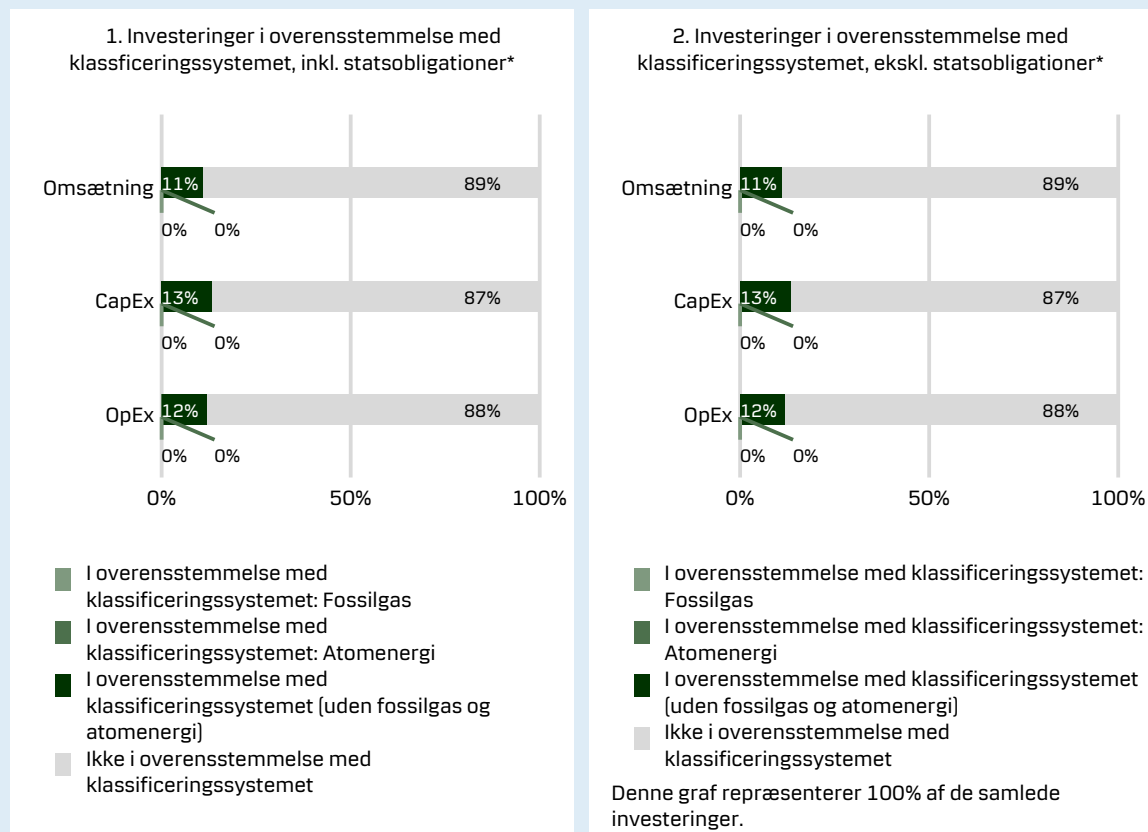 1. Investeringer i overensstemmelse med
klassficeringssystemet, inkl. statsobligationer*
Omsætning
11%
89%
0%
0%
CapEx
13%
87%
0%
0%
OpEx
12%
88%
0%
0%
0%
50%
100%
I overensstemmelse med
klassificeringssystemet: Fossilgas
I overensstemmelse med
klassificeringssystemet: Atomenergi
I overensstemmelse med
klassificeringssystemet (uden fossilgas og
atomenergi)
Ikke i overensstemmelse med
klassificeringssystemet
2. Investeringer i overensstemmelse med
klassificeringssystemet, ekskl. statsobligationer*
Omsætning
11%
89%
0%
0%
CapEx
13%
87%
0%
0%
OpEx
12%
88%
0%
0%
0%
50%
100%
I overensstemmelse med klassificeringssystemet:
Fossilgas
I overensstemmelse med klassificeringssystemet:
Atomenergi
I overensstemmelse med klassificeringssystemet
(uden fossilgas og atomenergi)
Ikke i overensstemmelse med
klassificeringssystemet
Denne graf repræsenterer 100% af de samlede
investeringer.